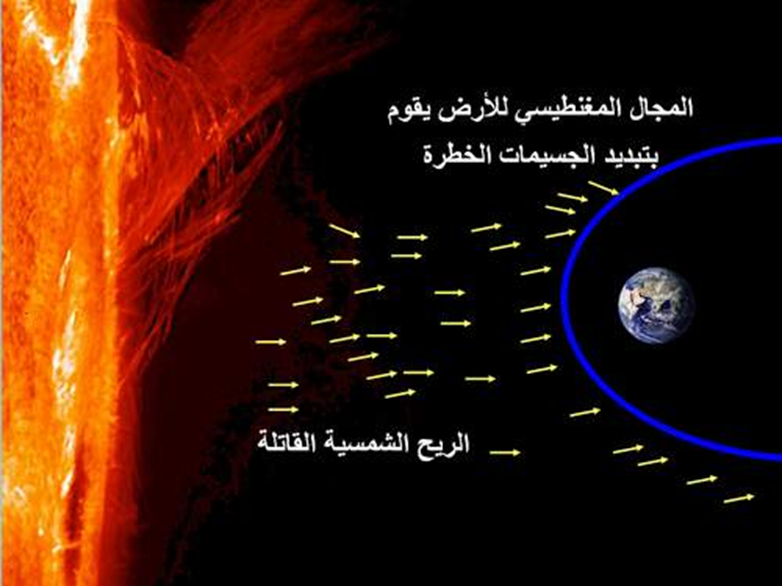 المجال المغنطيسي للأرض يقوم
بتبديد الجسيمات الخطرة
الريح الشمسية القاتلة